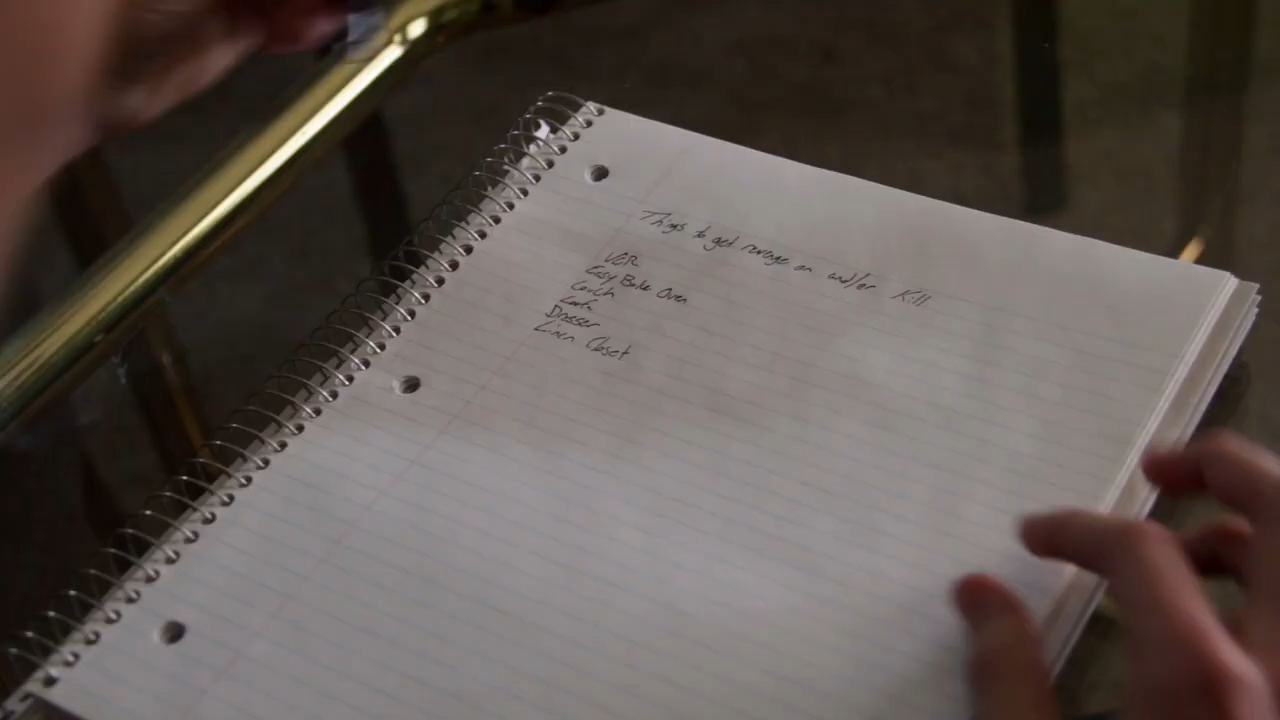 Things to get revenge on and/or Kill
VCR
Easy Bake Oven
Couch
Dresser
Linen Closet